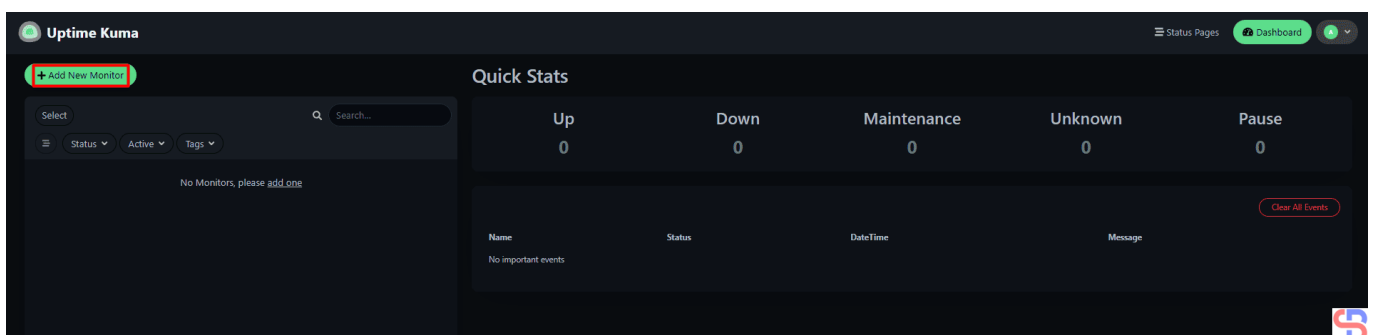 Uptime Kuma
Status Pages
Dashboard
A
+ Add New Monitor
Quick Stats
Select
Search...
Status
Active
Tags
Up
Down
Maintenance
Unknown
Pause
0
0
0
0
0
No Monitors, please add one
Clear All Events
Name
Status
DateTime
Message
No important events